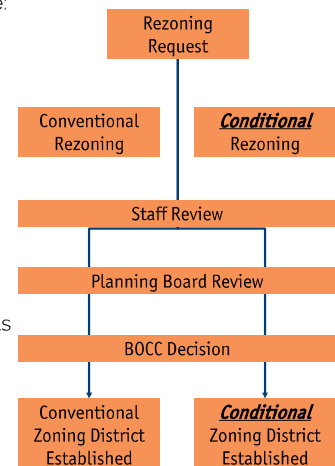 e:
Rezoning
Request
Conventional
Rezoning
Conditional
Rezoning
Staff Review
Planning Board Review
as
BOCC Decision
Conventional
Zoning District
Established
Conditional
Zoning District
Established